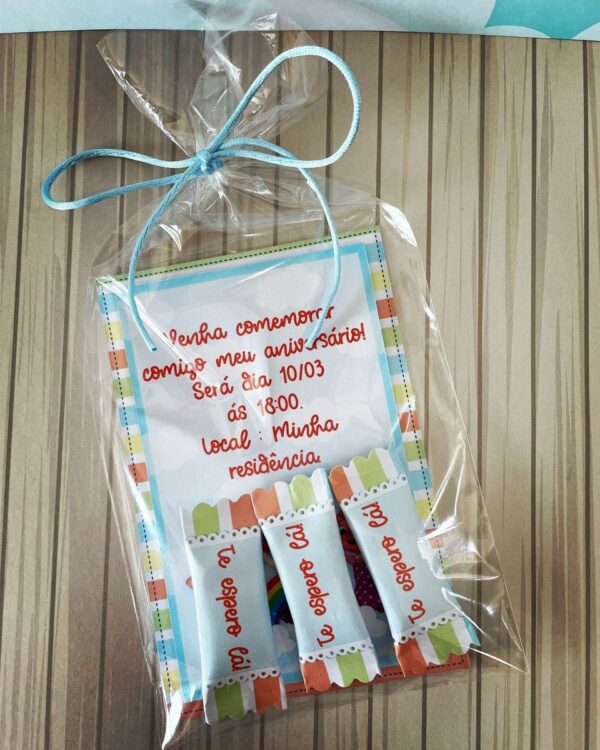 Venha comemorar
comigo meu aniversário!
Será dia 10/03
ás 18:00.
Local : Minha
residência.
Te espero lá!
Te espero lá!
Te espero lá!